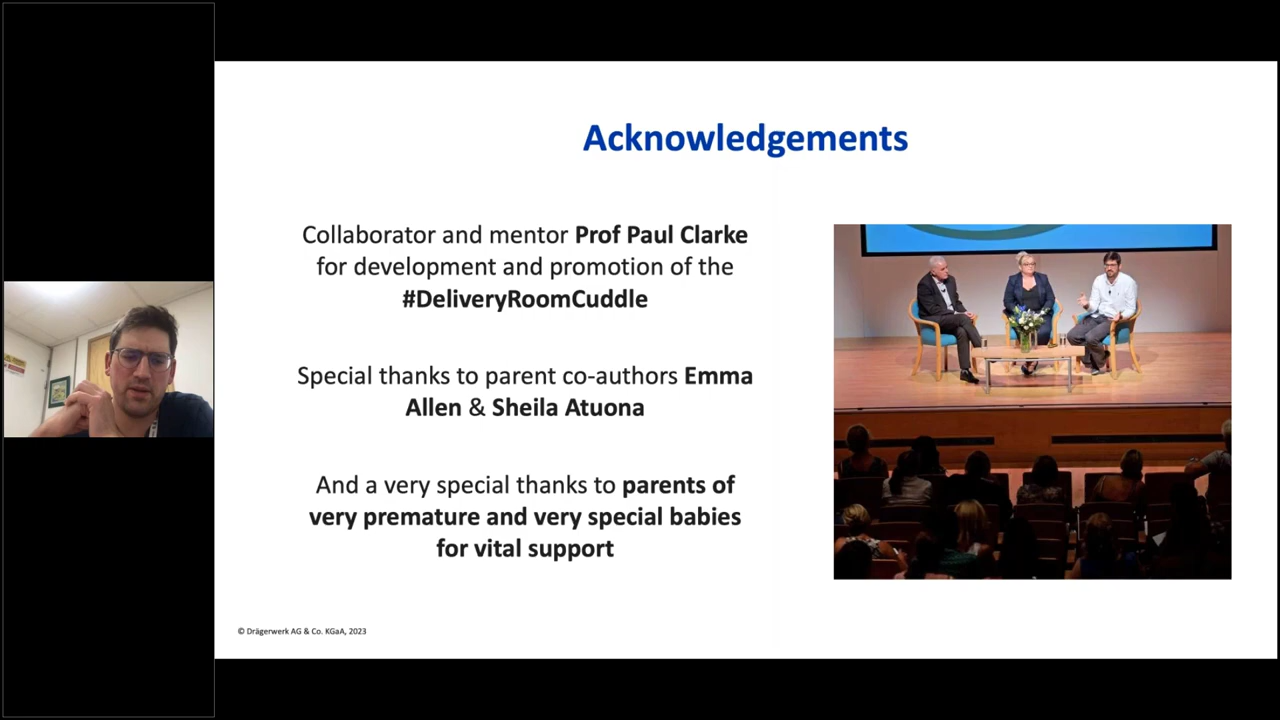 Acknowledgements
Collaborator and mentor Prof Paul Clarke
for development and promotion of the
#DeliveryRoomCuddle
Special thanks to parent co-authors Emma
Allen & Sheila Atuona
And a very special thanks to parents of
very premature and very special babies
for vital support
© Drägerwerk AG & Co. KGaA, 2023